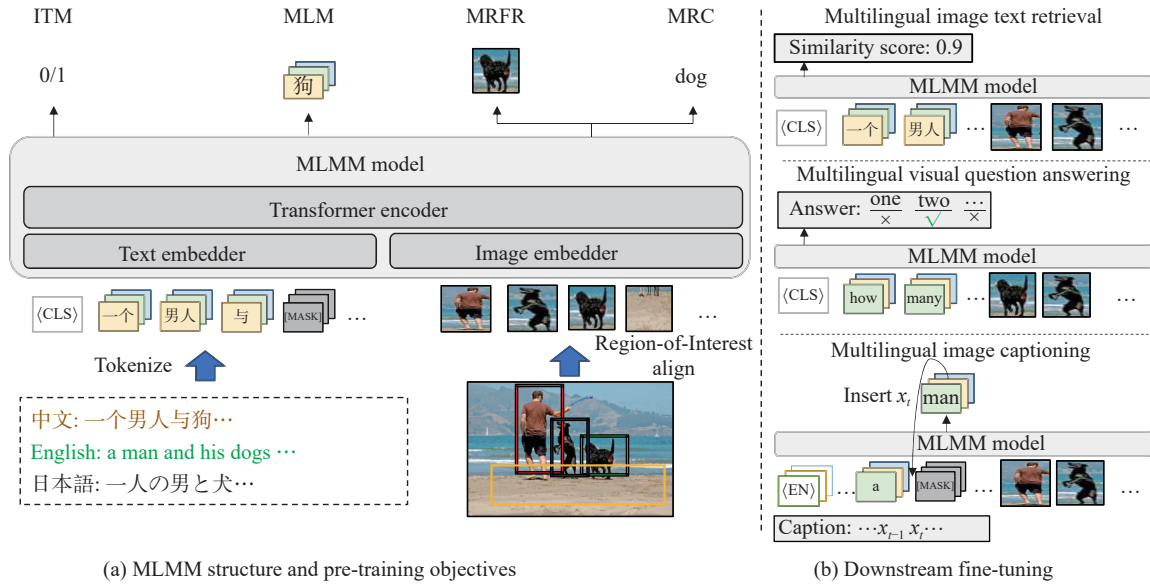 ITM
MLM
MRFR
MRC
0/1
狗
dog
MLMM model
Transformer encoder
Text embedder
Image embedder
⟨CLS⟩ 一个 男人 与 [MASK] … …
Tokenize
Region-of-Interest
align
中文: 一个男人与狗…
English: a man and his dogs …
日本語: 一人の男と犬…
(a) MLMM structure and pre-training objectives
Multilingual image text retrieval
Similarity score: 0.9
MLMM model
⟨CLS⟩ 一个 男人 … …
Multilingual visual question answering
Answer: one two …
× √ ×
MLMM model
⟨CLS⟩ how many … …
Multilingual image captioning
Insert xₜ
man
MLMM model
⟨EN⟩ … a [MASK] … …
Caption: …xₜ₋₁ xₜ…
(b) Downstream fine-tuning